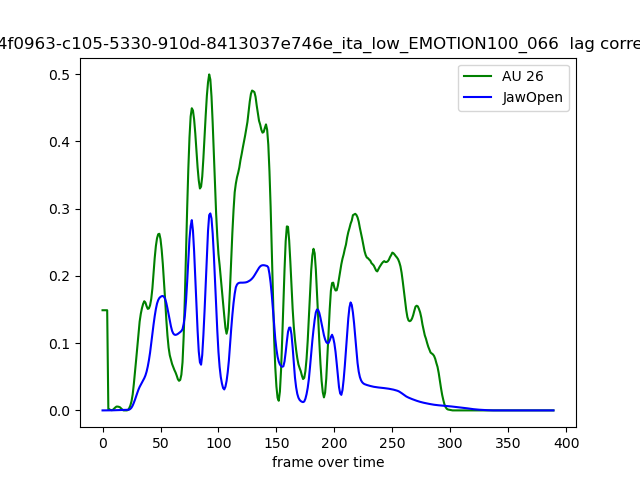 4f0963-c105-5330-910d-8413037e746e_ita_low_EMOTION100_066 lag corre
AU 26
JawOpen
0.5
0.4
0.3
0.2
0.1
0.0
0 50 100 150 200 250 300 350 400
frame over time